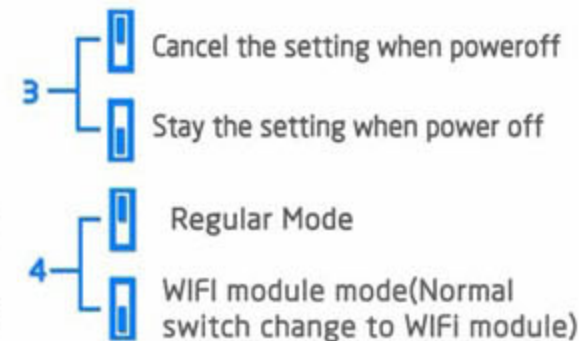 3
Cancel the setting when poweroff
Stay the setting when power off
4
Regular Mode
WIFI module mode(Normal
switch change to WIFi module)